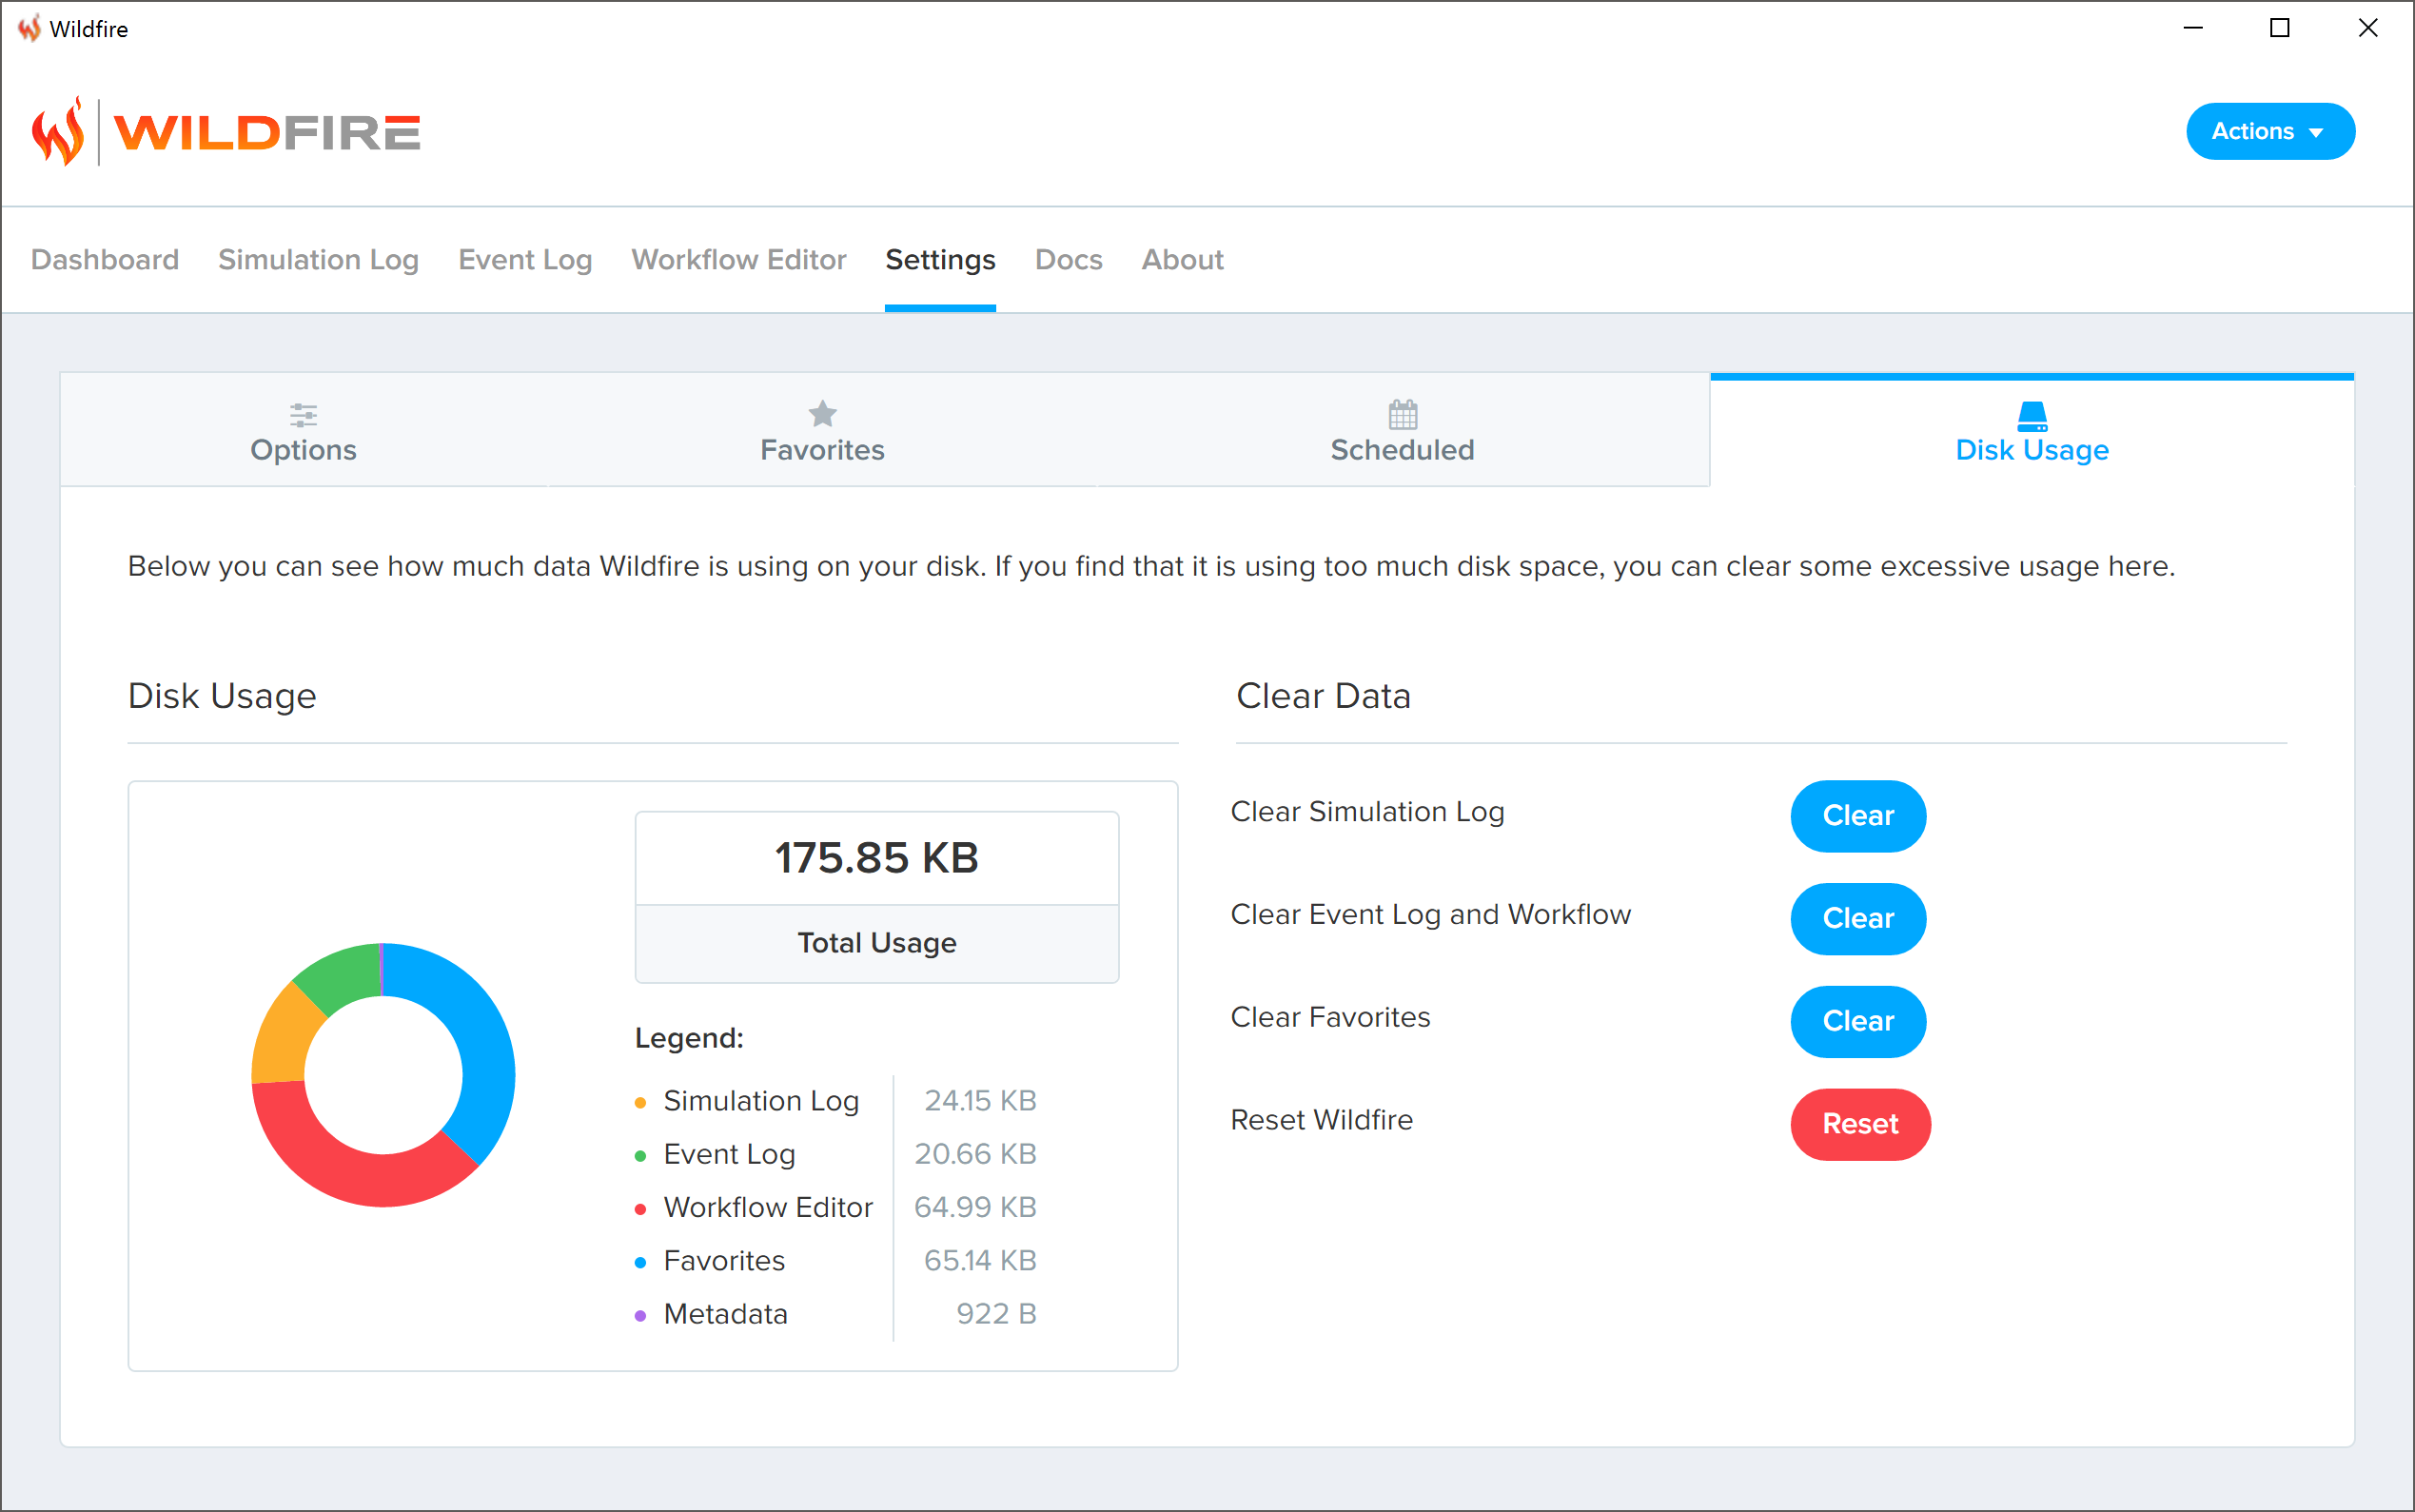 Wildfire
WILDFIRE
Actions
Dashboard Simulation Log Event Log Workflow Editor Settings Docs About
Options Favorites Scheduled Disk Usage
Below you can see how much data Wildfire is using on your disk. If you find that it is using too much disk space, you can clear some excessive usage here.
Disk Usage
175.85 KB
Total Usage
Legend:
Simulation Log 24.15 KB
Event Log 20.66 KB
Workflow Editor 64.99 KB
Favorites 65.14 KB
Metadata 922 B
Clear Data
Clear Simulation Log Clear
Clear Event Log and Workflow Clear
Clear Favorites Clear
Reset Wildfire Reset